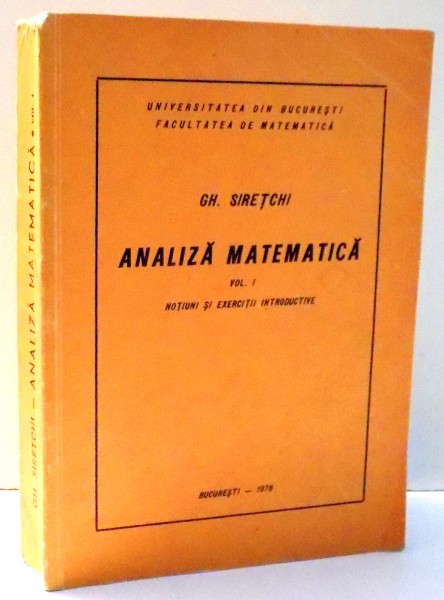 UNIVERSITATEA DIN BUCUREȘTI
FACULTATEA DE MATEMATICĂ
GH. SIREȚCHI
ANALIZĂ MATEMATICĂ
VOL. I
NOȚIUNI ȘI EXERCIȚII INTRODUCTIVE
BUCUREȘTI — 1978
GH SIREȚCHI — ANALIZĂ MATEMATICĂ • VOL. I